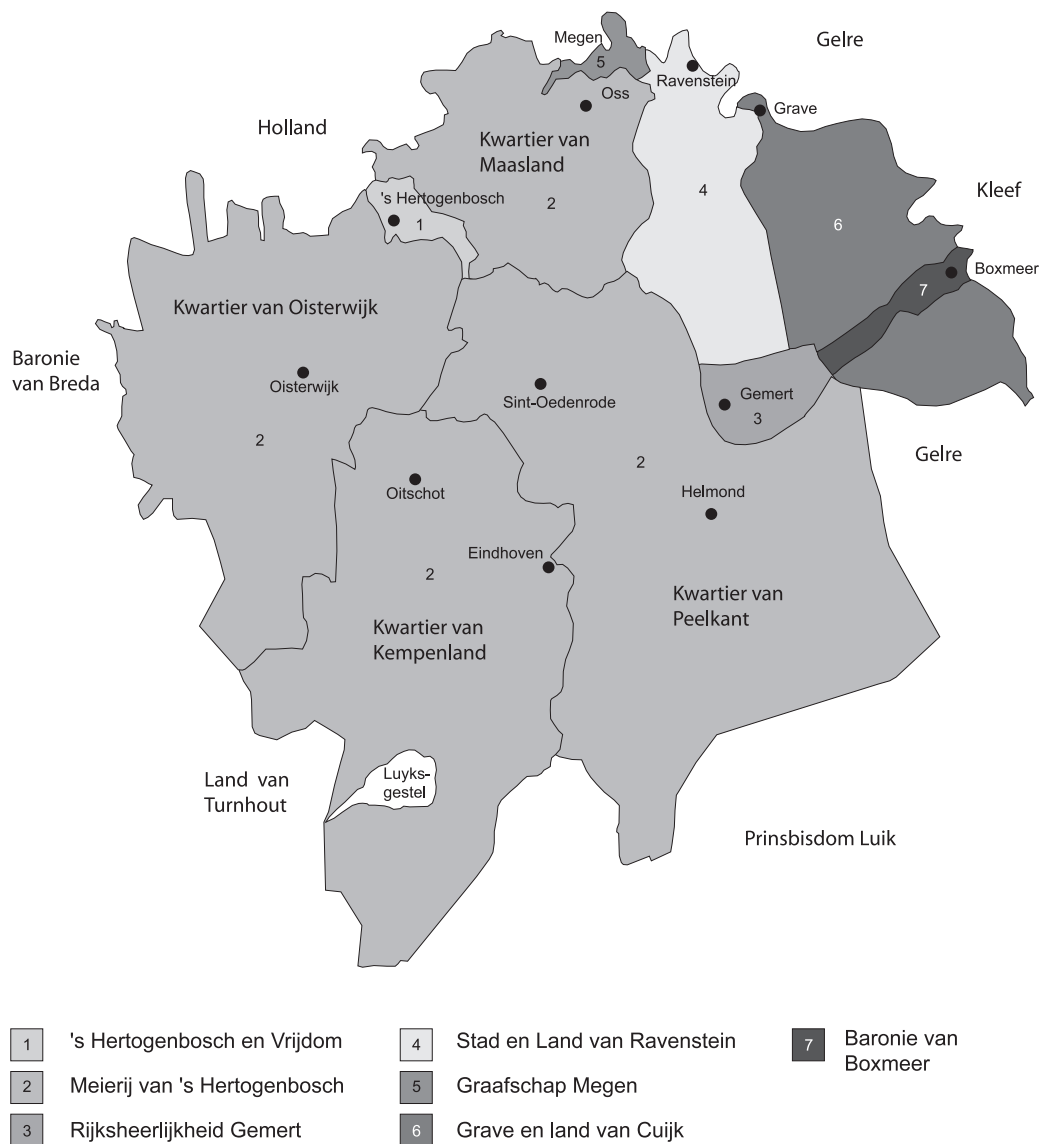 Megen
5
Gelre
Ravenstein
Oss
Grave
Holland
Kwartier van
Maasland
2
4
Kleef
's Hertogenbosch
1
6
Boxmeer
7
Kwartier van Oisterwijk
Baronie
van Breda
Oisterwijk
2
Sint-Oedenrode
Gemert
3
Gelre
2
Oitschot
Helmond
Eindhoven
2
Kwartier van
Peelkant
Kwartier van
Kempenland
Land van
Turnhout
Luyks-
gestel
Prinsbisdom Luik
1 's Hertogenbosch en Vrijdom
2 Meierij van 's Hertogenbosch
3 Rijksheerlijkheid Gemert
4 Stad en Land van Ravenstein
5 Graafschap Megen
6 Grave en land van Cuijk
7 Baronie van
Boxmeer